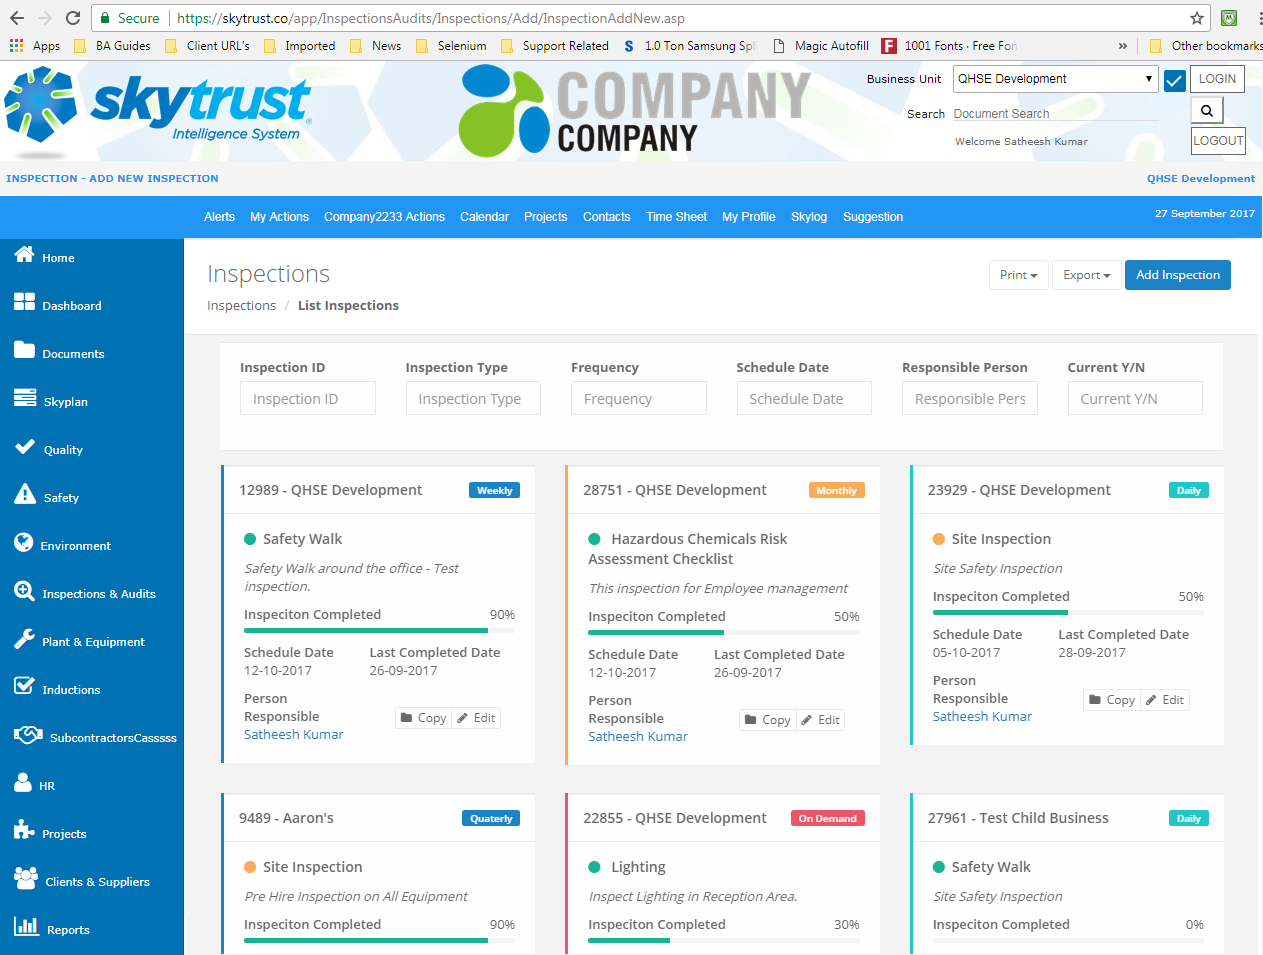 Secure https://skytrust.co/app/InspectionsAudits/Inspections/Add/InspectionAddNew.asp
Apps BA Guides Client URL's Imported News Selenium Support Related 1.0 Ton Samsung Spl Magic Autofill 1001 Fonts · Free Fon » Other bookmarks
skytrust
Intelligence System
COMPANY
COMPANY
Business Unit QHSE Development LOGIN
Search Document Search
Welcome Satheesh Kumar LOGOUT
INSPECTION - ADD NEW INSPECTION QHSE Development
Alerts My Actions Company2233 Actions Calendar Projects Contacts Time Sheet My Profile Skylog Suggestion 27 September 2017
Home
Dashboard
Documents
Skyplan
Quality
Safety
Environment
Inspections & Audits
Plant & Equipment
Inductions
SubcontractorsCasssss
HR
Projects
Clients & Suppliers
Reports
Inspections
Print Export Add Inspection
Inspections / List Inspections
Inspection ID Inspection Type Frequency Schedule Date Responsible Person Current Y/N
Inspection ID Inspection Type Frequency Schedule Date Responsible Pers Current Y/N
12989 - QHSE Development Weekly
Safety Walk
Safety Walk around the office - Test
inspection.
Inspeciton Completed 90%
Schedule Date Last Completed Date
12-10-2017 26-09-2017
Person
Responsible
Satheesh Kumar
Copy Edit
28751 - QHSE Development Monthly
Hazardous Chemicals Risk
Assessment Checklist
This inspection for Employee management
Inspeciton Completed 50%
Schedule Date Last Completed Date
12-10-2017 26-09-2017
Person
Responsible
Satheesh Kumar
Copy Edit
23929 - QHSE Development Daily
Site Inspection
Site Safety Inspection
Inspeciton Completed 50%
Schedule Date Last Completed Date
05-10-2017 28-09-2017
Person
Responsible
Satheesh Kumar
Copy Edit
9489 - Aaron's Quaterly
Site Inspection
Pre Hire Inspection on All Equipment
Inspeciton Completed 90%
22855 - QHSE Development On Demand
Lighting
Inspect Lighting in Reception Area.
Inspeciton Completed 30%
27961 - Test Child Business Daily
Safety Walk
Site Safety Inspection
Inspeciton Completed 0%